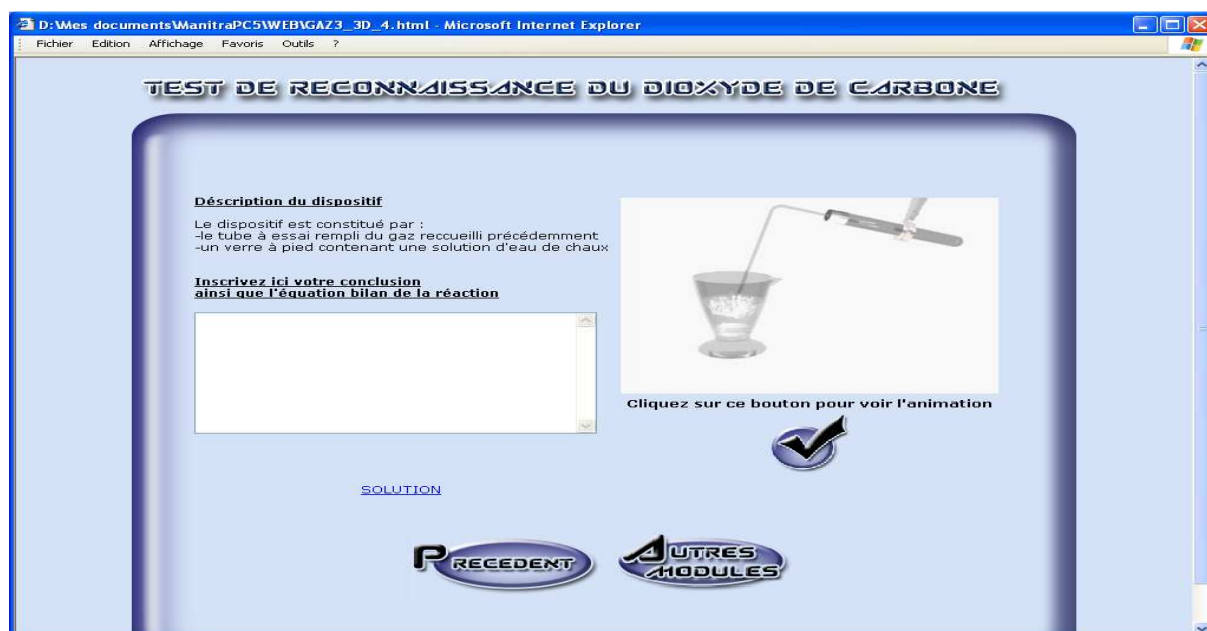 D:\Mes documents\ManitraPC5\WEB\GAZ3_3D_4.html - Microsoft Internet Explorer
Fichier Edition Affichage Favoris Outils ?
TEST DE RECONNAISSANCE DU DIOXYDE DE CARBONE
Déscription du dispositif
Le dispositif est constitué par :
-le tube à essai rempli du gaz reccueilli précédemment
-un verre à pied contenant une solution d'eau de chaux
Inscrivez ici votre conclusion
ainsi que l'équation bilan de la réaction
Cliquez sur ce bouton pour voir l'animation
SOLUTION
PRECEDENT
AUTRES
MODULES